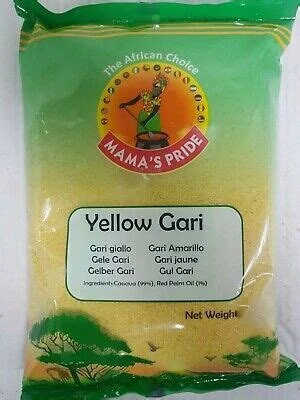 The African Choice
MAMA'S PRIDE
Yellow Gari
Gari giallo Gari Amarillo
Gele Gari Gari jaune
Gelber Gari Gul Gari
Ingredients:Cassava (99%), Red Palm Oil (1%)
Net Weight